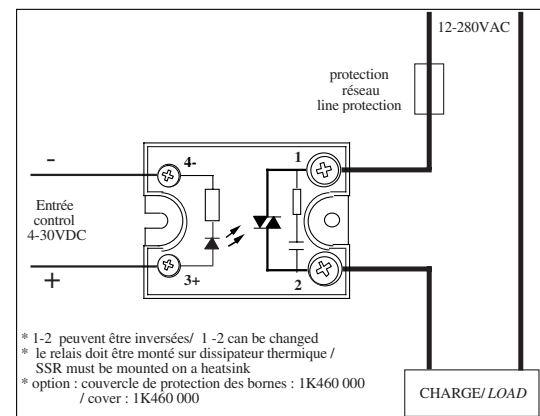 12-280VAC
protection
réseau
line protection
-
4-
1
Entrée
control
4-30VDC
+
3+
2
* 1-2 peuvent être inversées/ 1 -2 can be changed
* le relais doit être monté sur dissipateur thermique /
SSR must be mounted on a heatsink
* option : couvercle de protection des bornes : 1K460 000
/ cover : 1K460 000
CHARGE/ LOAD